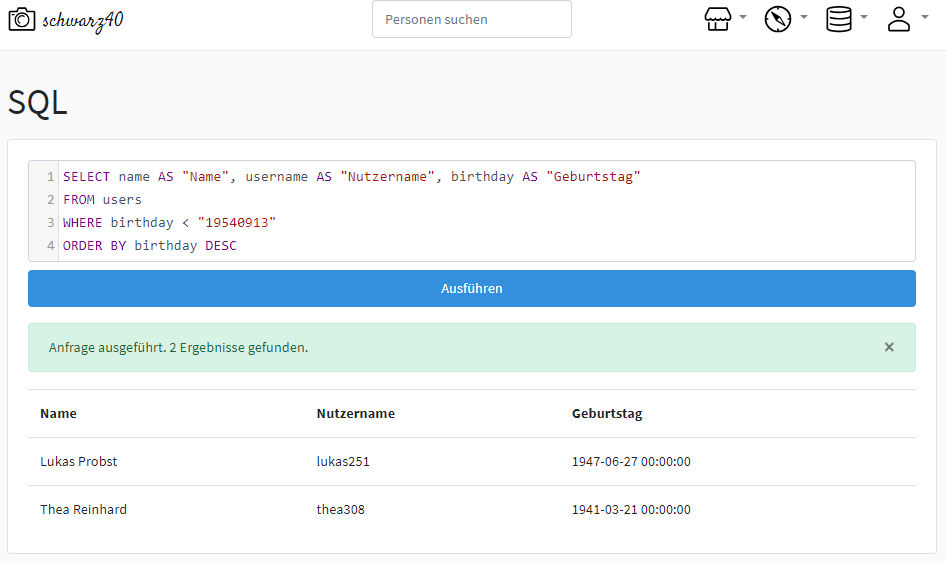 schwarz40
Personen suchen
SQL
1 SELECT name AS "Name", username AS "Nutzername", birthday AS "Geburtstag"
2 FROM users
3 WHERE birthday < "19540913"
4 ORDER BY birthday DESC
Ausführen
Anfrage ausgeführt. 2 Ergebnisse gefunden. ×
Name Nutzername Geburtstag
Lukas Probst lukas251 1947-06-27 00:00:00
Thea Reinhard thea308 1941-03-21 00:00:00